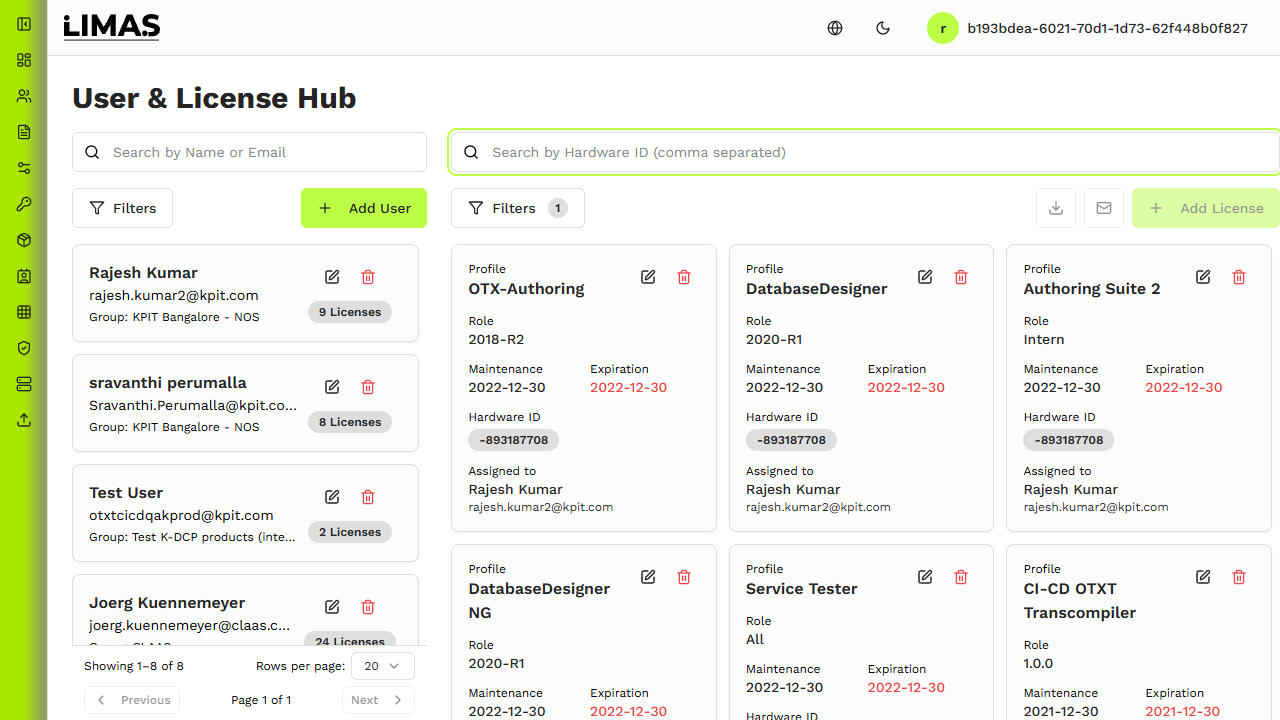 LIMAS
r
b193bdea-6021-70d1-1d73-62f448b0f827
User & License Hub
Search by Name or Email
Search by Hardware ID (comma separated)
Filters
Add User
Filters
1
Add License
Rajesh Kumar
rajesh.kumar2@kpit.com
Group: KPIT Bangalore - NOS
9 Licenses
sravanthi perumalla
Sravanthi.Perumalla@kpit.co...
Group: KPIT Bangalore - NOS
8 Licenses
Test User
otxtcicdqakprod@kpit.com
Group: Test K-DCP products (inte...
2 Licenses
Joerg Kuennemeyer
joerg.kuennemeyer@claas.c...
24 Licenses
Showing 1–8 of 8
Rows per page:
20
Previous
Page 1 of 1
Next
Profile
OTX-Authoring
Role
2018-R2
Maintenance
Expiration
2022-12-30
2022-12-30
Hardware ID
-893187708
Assigned to
Rajesh Kumar
rajesh.kumar2@kpit.com
Profile
DatabaseDesigner
Role
2020-R1
Maintenance
Expiration
2022-12-30
2022-12-30
Hardware ID
-893187708
Assigned to
Rajesh Kumar
rajesh.kumar2@kpit.com
Profile
Authoring Suite 2
Role
Intern
Maintenance
Expiration
2022-12-30
2022-12-30
Hardware ID
-893187708
Assigned to
Rajesh Kumar
rajesh.kumar2@kpit.com
Profile
DatabaseDesigner
NG
Role
2020-R1
Maintenance
Expiration
2022-12-30
2022-12-30
Profile
Service Tester
Role
All
Maintenance
Expiration
2022-12-30
2022-12-30
Hardware ID
Profile
CI-CD OTXT
Transcompiler
Role
1.0.0
Maintenance
Expiration
2021-12-30
2021-12-30